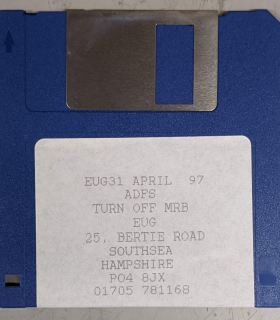 EUG31 APRIL 97
ADFS
TURN OFF MRB
EUG
25, BERTIE ROAD
SOUTHSEA
HAMPSHIRE
PO4 8JX
01705 781168